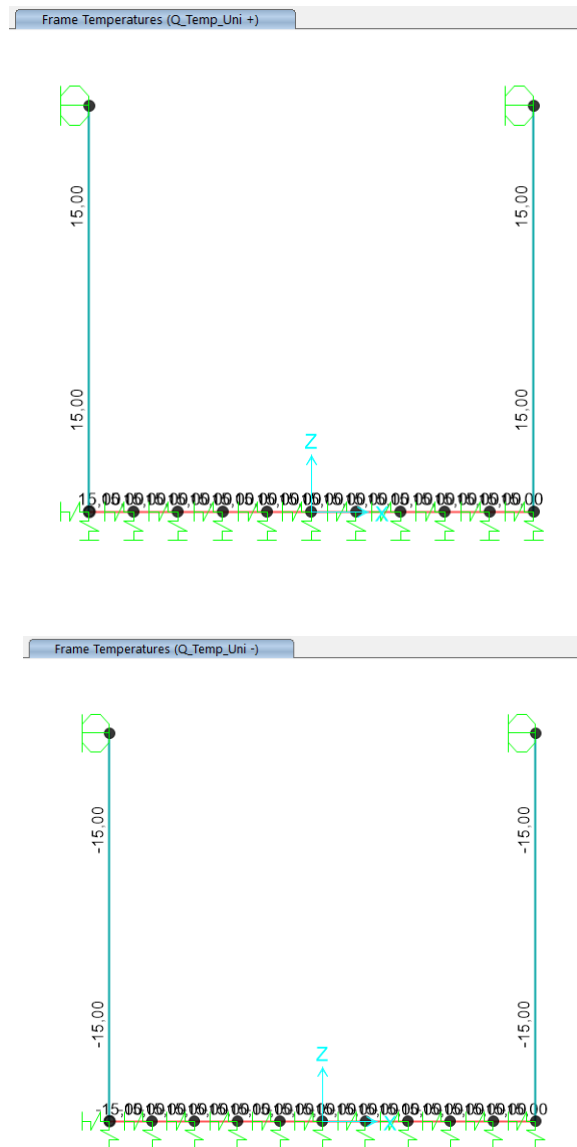 Frame Temperatures (Q_Temp_Uni +)
15,00 15,00
15,00 15,00
Z
X
Frame Temperatures (Q_Temp_Uni -)
-15,00 -15,00
-15,00 -15,00
Z
X